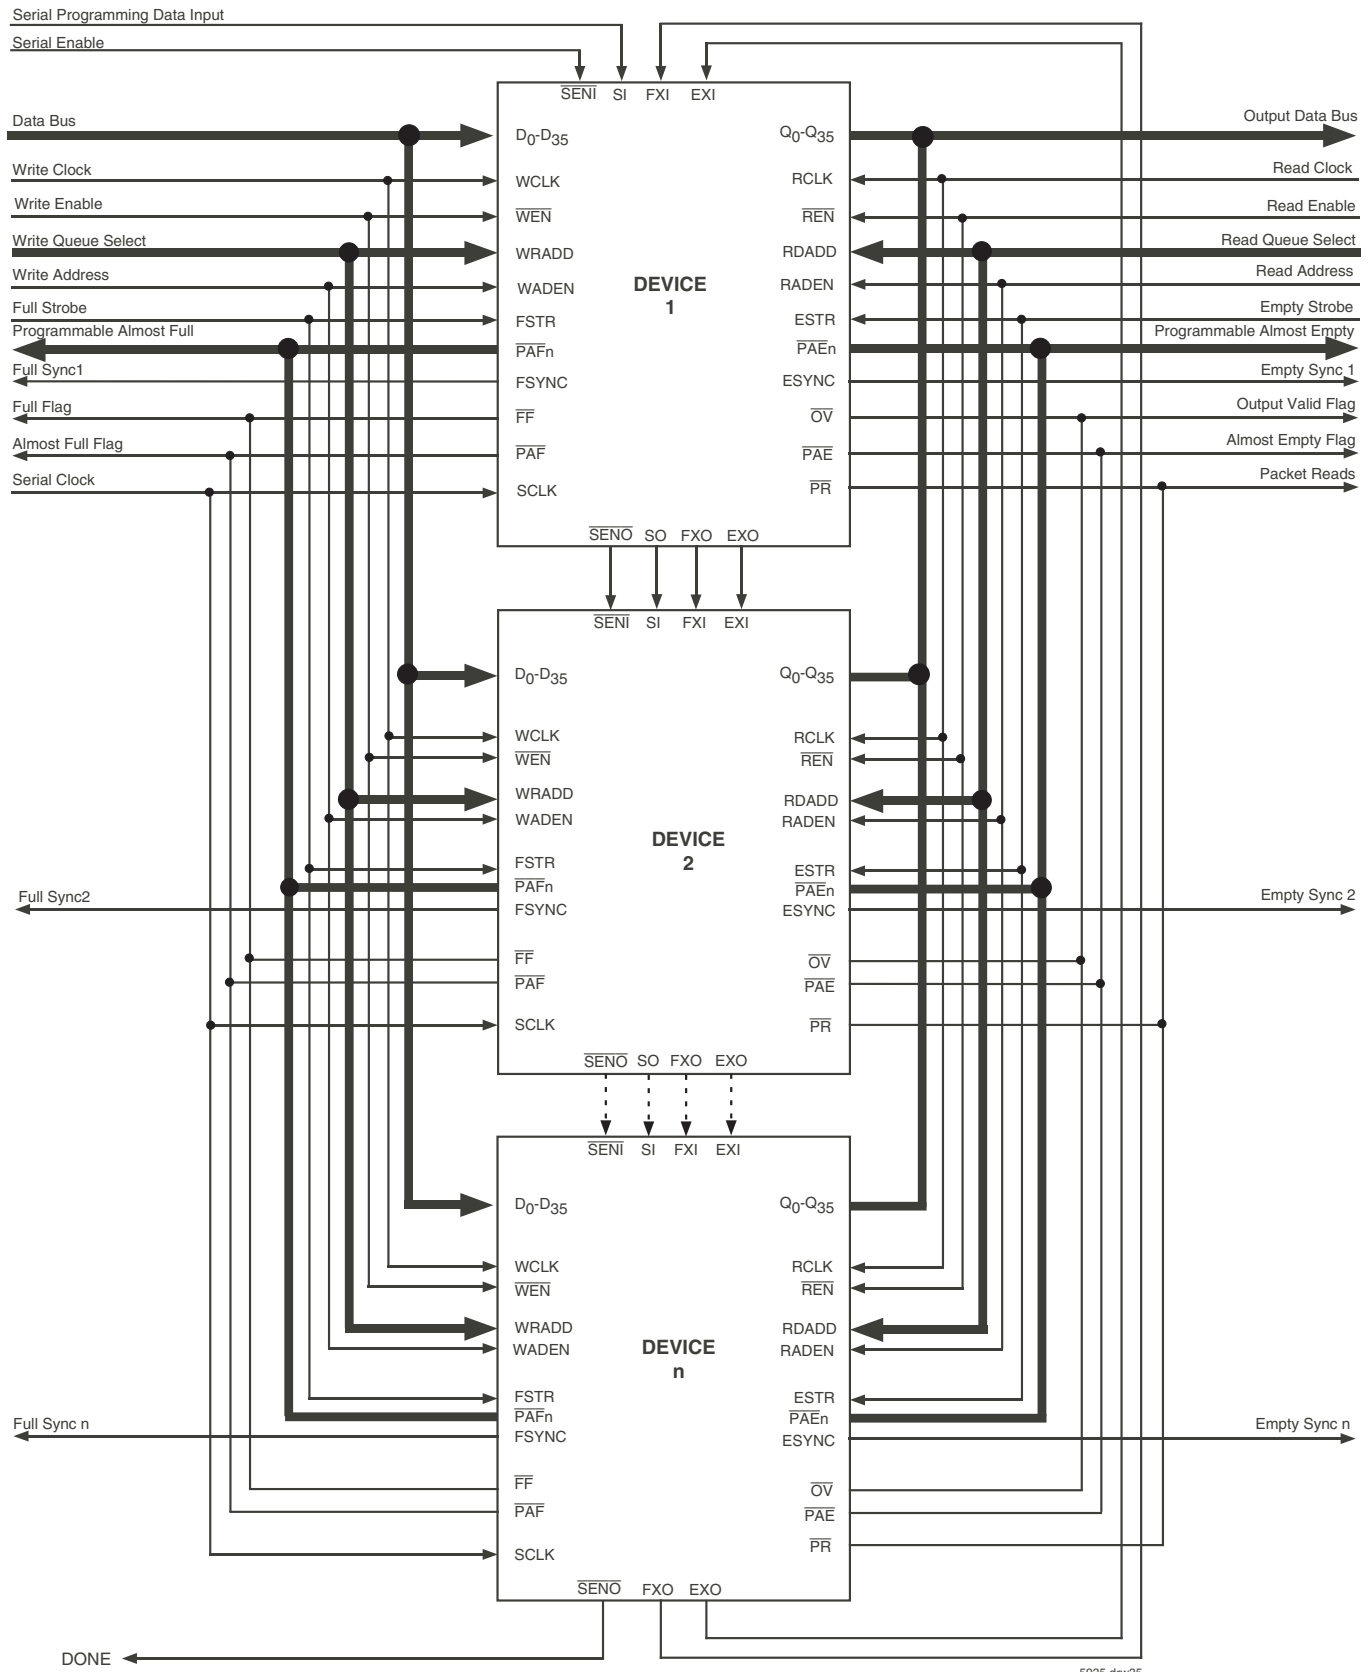 Serial Programming Data Input
Serial Enable
SENI SI FXI EXI
Data Bus D0-D35 Q0-Q35 Output Data Bus
Write Clock WCLK RCLK Read Clock
Write Enable WEN REN Read Enable
Write Queue Select WRADD RDADD Read Queue Select
Write Address WADEN RADEN Read Address
DEVICE
1
Full Strobe FSTR ESTR Empty Strobe
Programmable Almost Full PAFn PAEn Programmable Almost Empty
Full Sync1 FSYNC ESYNC Empty Sync 1
Full Flag FF OV Output Valid Flag
Almost Full Flag PAF PAE Almost Empty Flag
Serial Clock SCLK PR Packet Reads
SENO SO FXO EXO
SENI SI FXI EXI
D0-D35 Q0-Q35
WCLK RCLK
WEN REN
WRADD RDADD
WADEN RADEN
DEVICE
2
FSTR ESTR
PAFn PAEn
Full Sync2 FSYNC ESYNC Empty Sync 2
FF OV
PAF PAE
SCLK PR
SENO SO FXO EXO
SENI SI FXI EXI
D0-D35 Q0-Q35
WCLK RCLK
WEN REN
WRADD RDADD
WADEN RADEN
DEVICE
n
FSTR ESTR
PAFn PAEn
Full Sync n FSYNC ESYNC Empty Sync n
FF OV
PAF PAE
SCLK PR
SENO FXO EXO
DONE